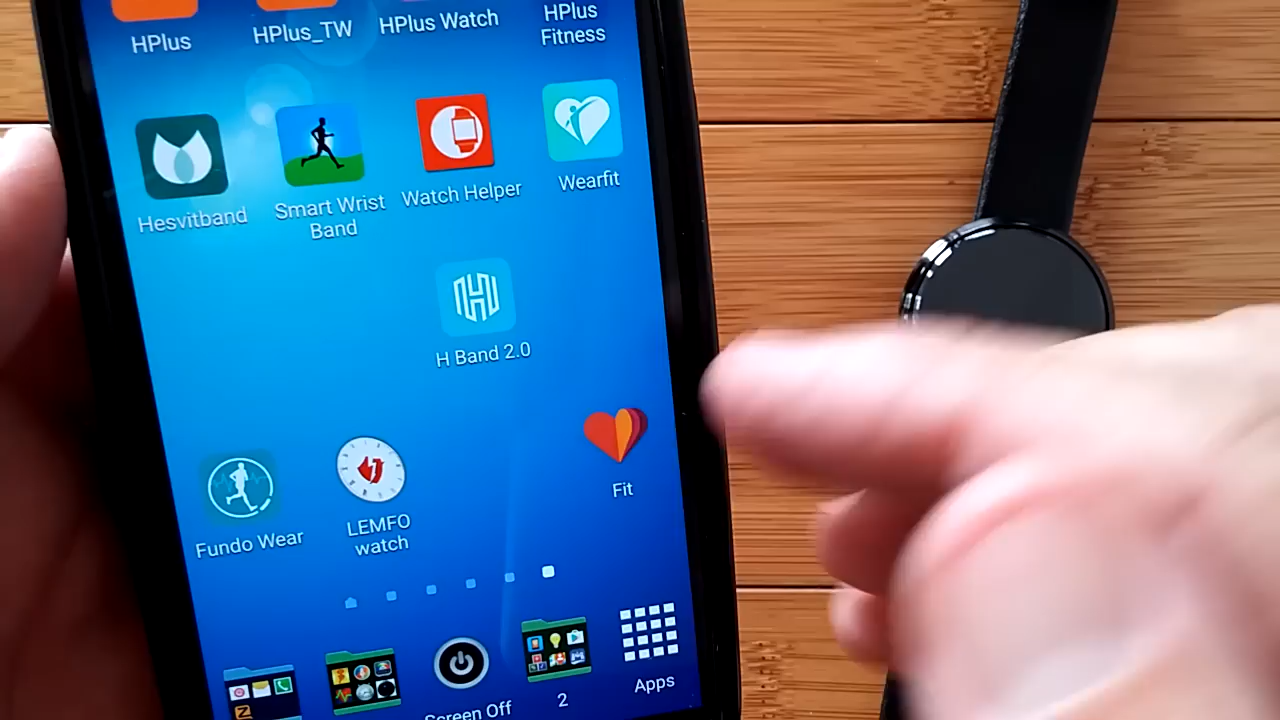 HPlus
HPlus_TW
HPlus Watch
HPlus
Fitness
Hesvitband
Smart Wrist
Band
Watch Helper
Wearfit
H Band 2.0
Fundo Wear
LEMFO
watch
Fit
Screen Off
2
Apps